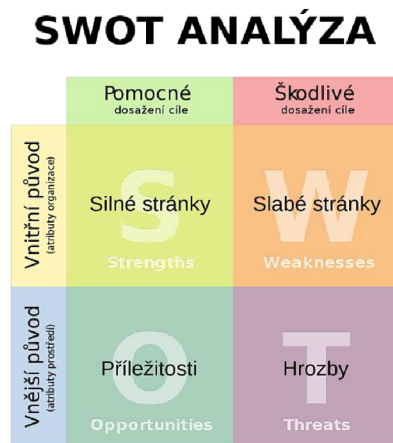 SWOT ANALÝZA
Pomocné
dosažení cíle
Škodlivé
dosažení cíle
Vnitřní původ
(atributy organizace)
S
Silné stránky
Strengths
W
Slabé stránky
Weaknesses
Vnější původ
(atributy prostředí)
O
Příležitosti
Opportunities
T
Hrozby
Threats